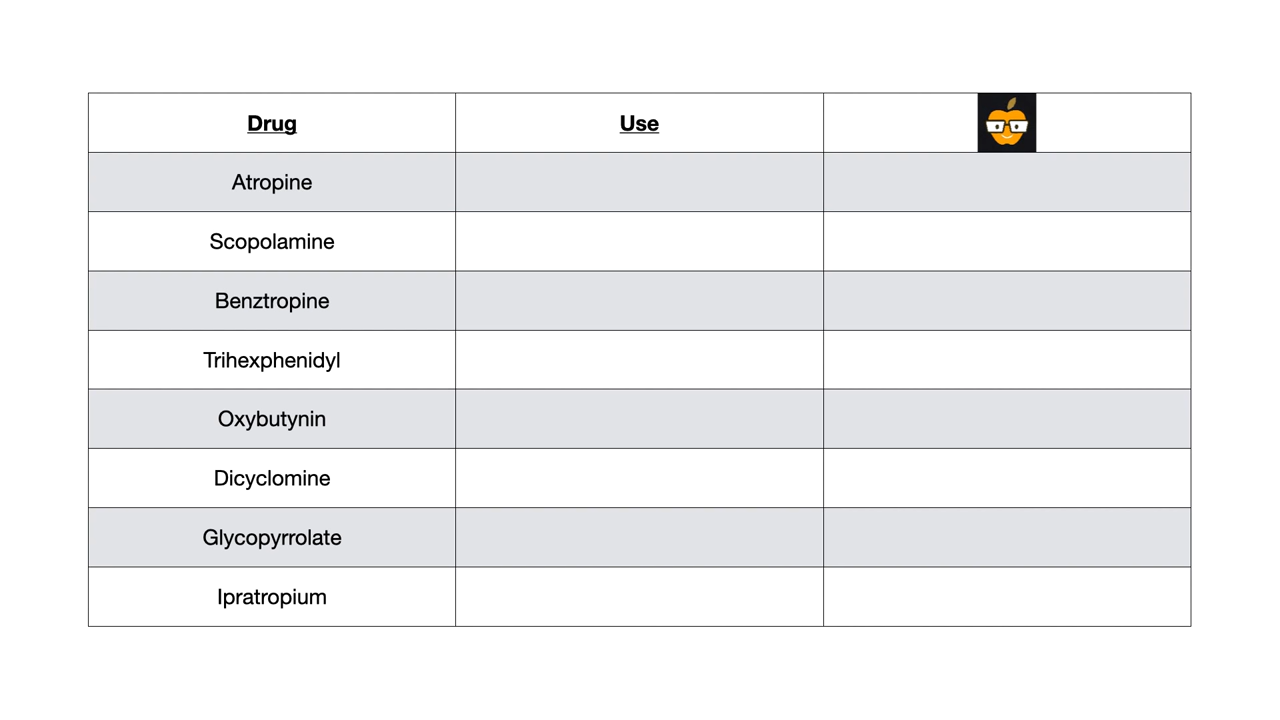 Drug Use
Atropine
Scopolamine
Benztropine
Trihexphenidyl
Oxybutynin
Dicyclomine
Glycopyrrolate
Ipratropium